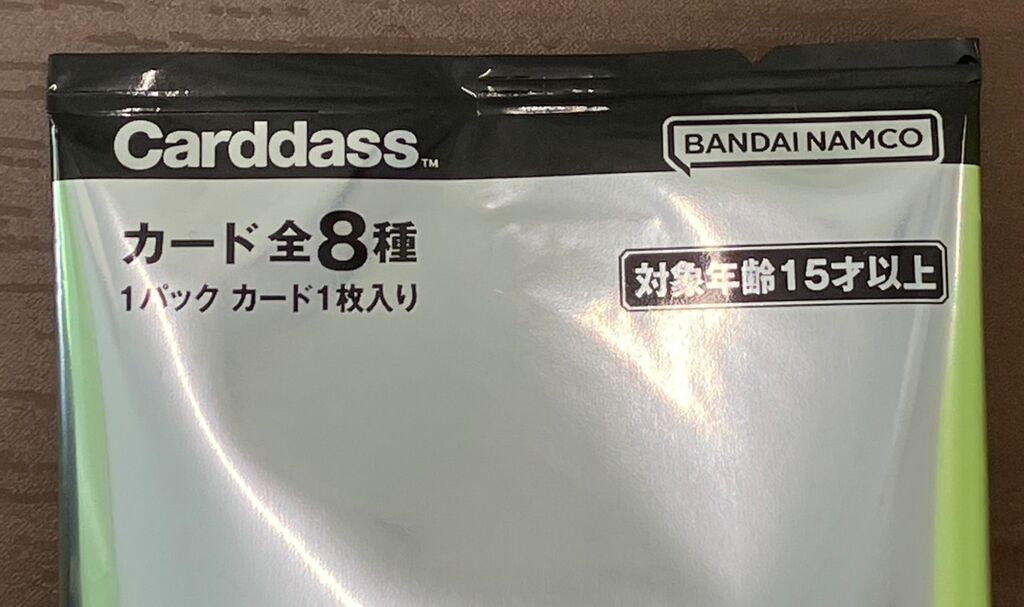 Carddass™
BANDAI NAMCO
カード 全8種
1パック カード1枚入り
対象年齢15才以上